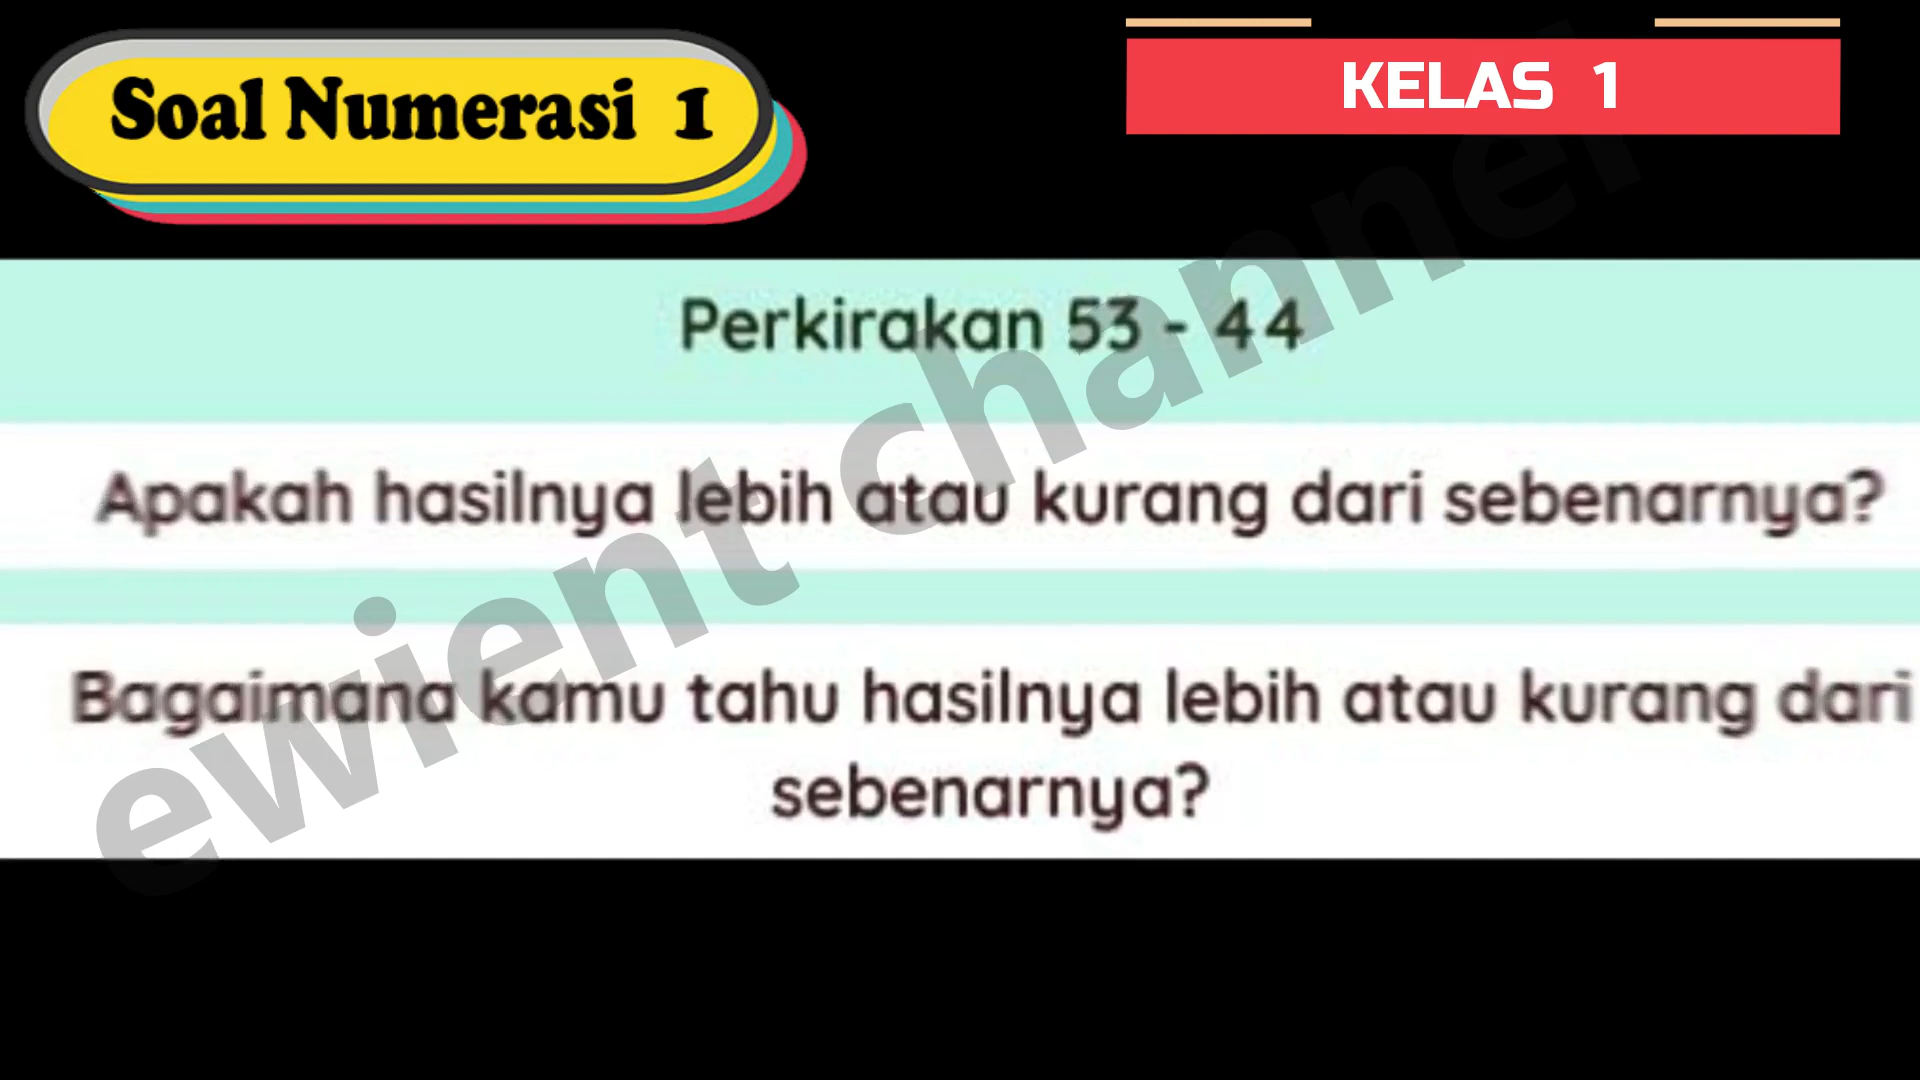 Soal Numerasi 1
KELAS 1
Perkirakan 53 - 44
Apakah hasilnya lebih atau kurang dari sebenarnya?
Bagaimana kamu tahu hasilnya lebih atau kurang dari
sebenarnya?
ewient channel